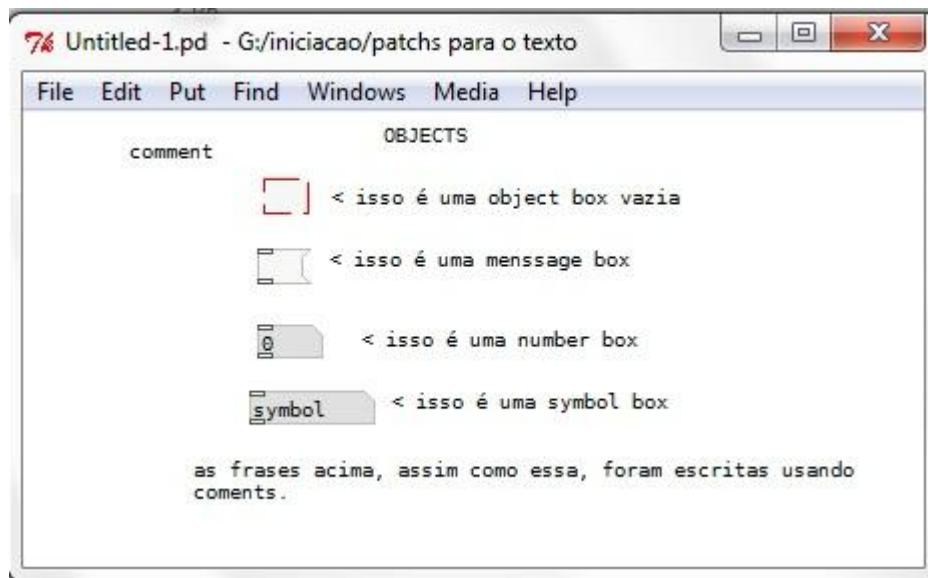 Untitled-1.pd - G:/iniciacao/patchs para o texto
File Edit Put Find Windows Media Help
OBJECTS
comment
< isso é uma object box vazia
< isso é uma menssage box
0
< isso é uma number box
symbol
< isso é uma symbol box
as frases acima, assim como essa, foram escritas usando
coments.